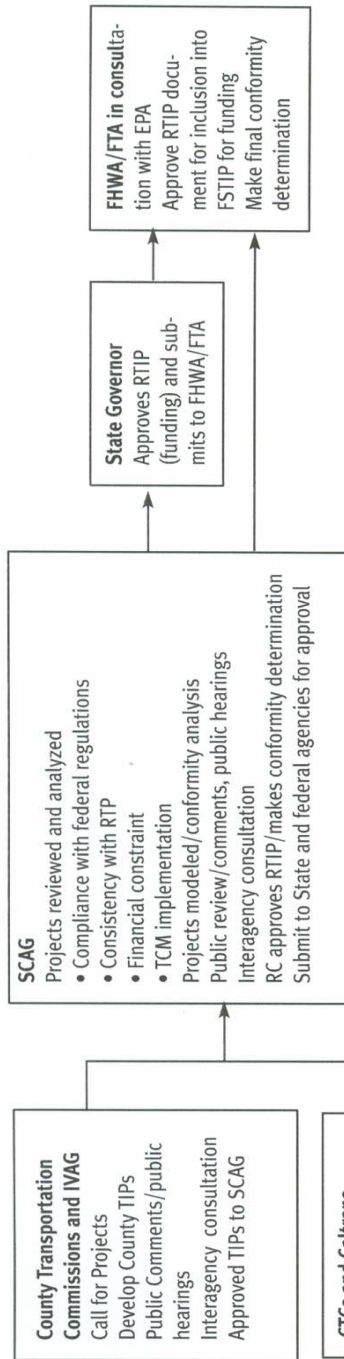 County Transportation
Commissions and IVAG
Call for Projects
Develop County TIPs
Public Comments/public
hearings
Interagency consultation
Approved TIPs to SCAG
SCAG
Projects reviewed and analyzed
• Compliance with federal regulations
• Consistency with RTP
• Financial constraint
• TCM implementation
Projects modeled/conformity analysis
Public review/comments, public hearings
Interagency consultation
RC approves RTIP/makes conformity determination
Submit to State and federal agencies for approval
State Governor
Approves RTIP
(funding) and sub-
mits to FHWA/FTA
FHWA/FTA in consulta-
tion with EPA
Approve RTIP docu-
ment for inclusion into
FSTIP for funding
Make final conformity
determination
CTCs and Caltrans